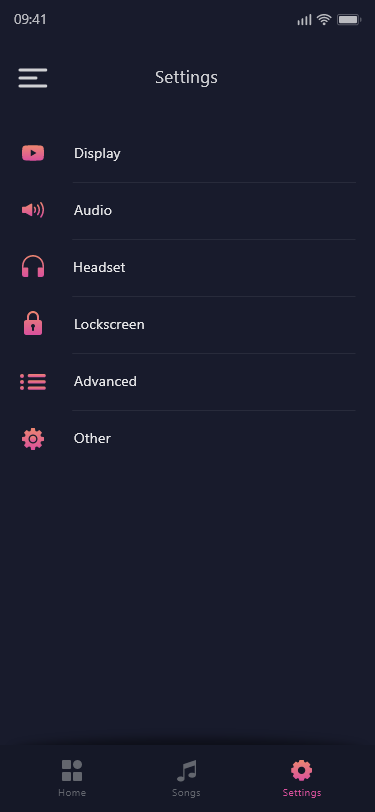 09:41
Settings
Display
Audio
Headset
Lockscreen
Advanced
Other
Home
Songs
Settings